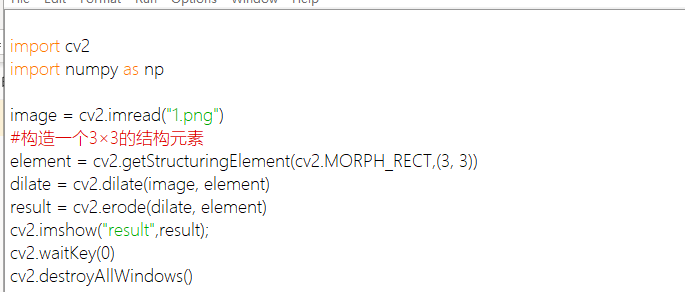 File Edit Format Run Options Window Help
import cv2
import numpy as np
image = cv2.imread("1.png")
#构造一个3×3的结构元素
element = cv2.getStructuringElement(cv2.MORPH_RECT,(3, 3))
dilate = cv2.dilate(image, element)
result = cv2.erode(dilate, element)
cv2.imshow("result",result);
cv2.waitKey(0)
cv2.destroyAllWindows()